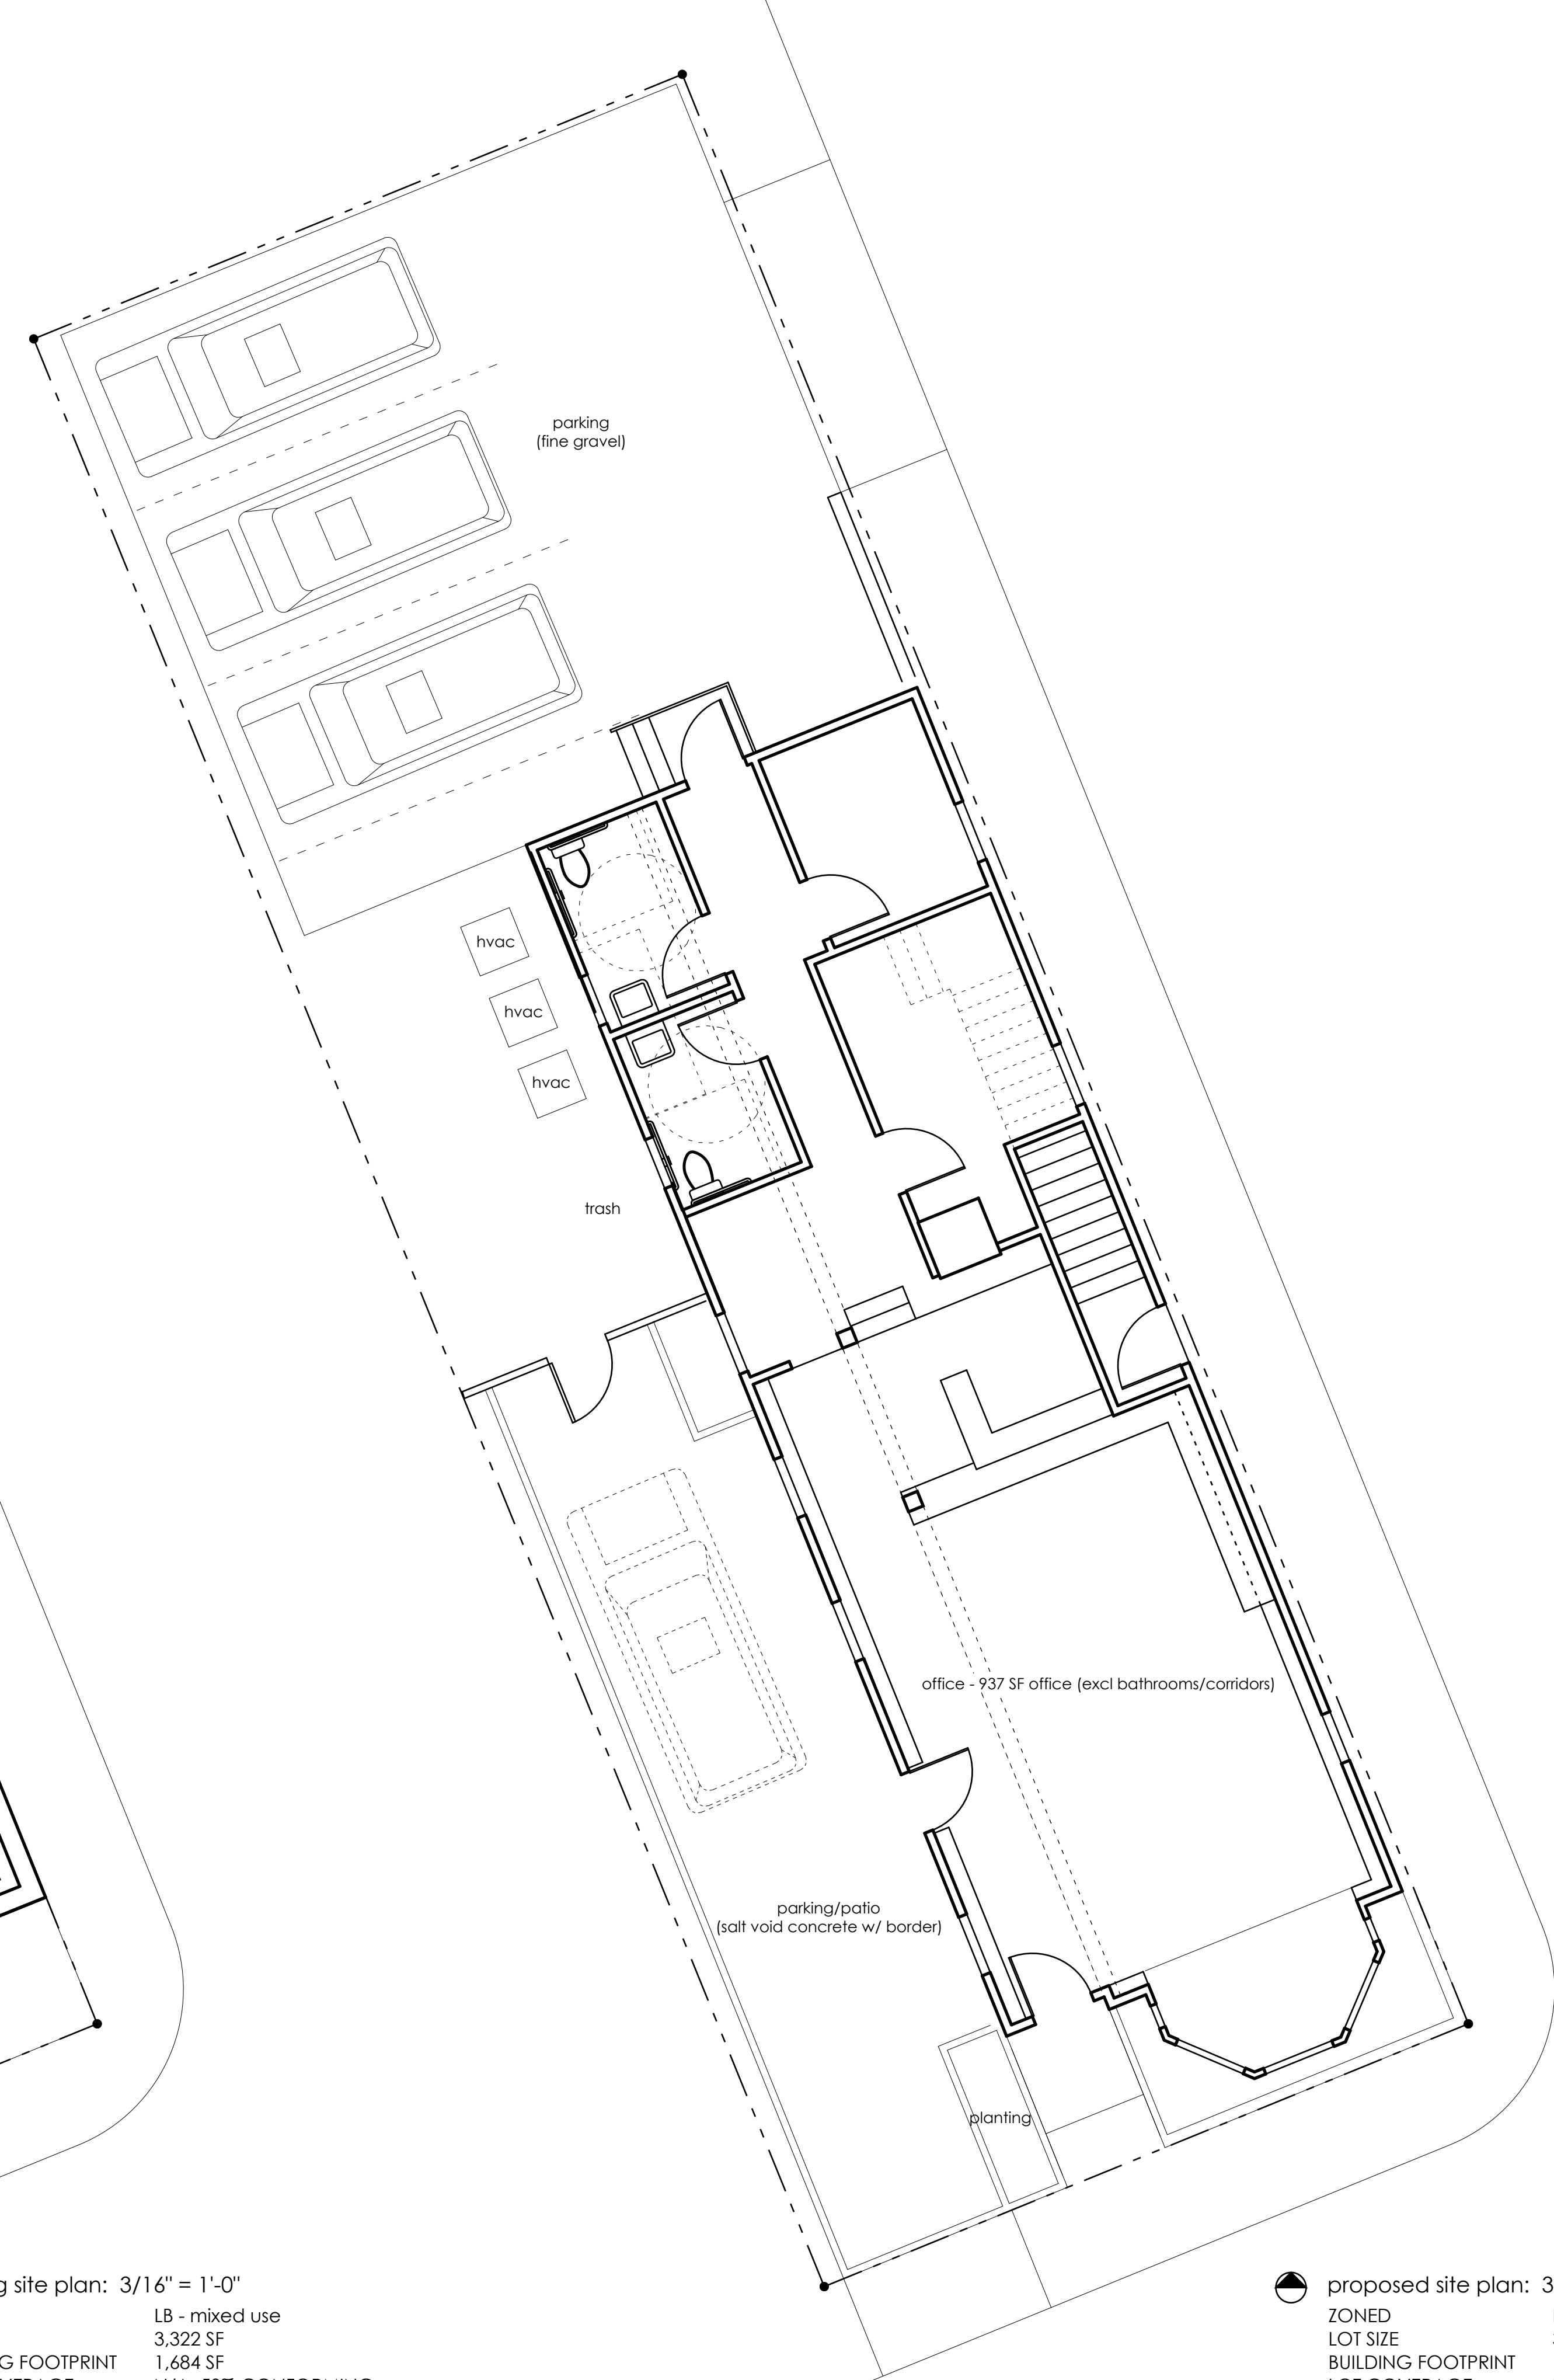 parking
(fine gravel)
hvac
hvac
hvac
trash
office - 937 SF office (excl bathrooms/corridors)
parking/patio
(salt void concrete w/ border)
planting
site plan: 3/16" = 1'-0"
LB - mixed use
3,322 SF
FOOTPRINT 1,684 SF
proposed site plan: 3
ZONED
LOT SIZE
BUILDING FOOTPRINT